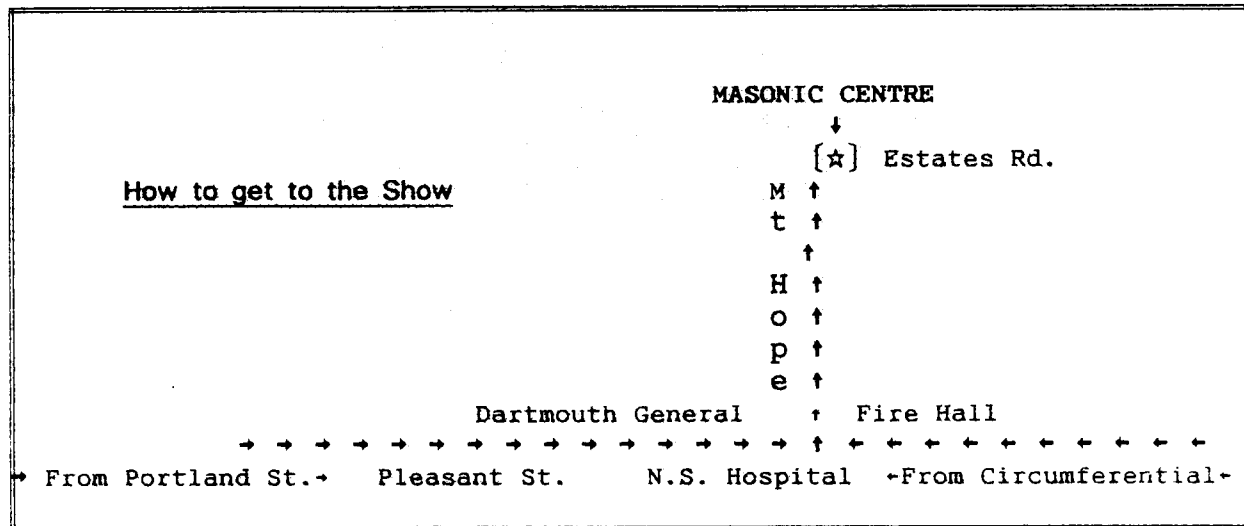 MASONIC CENTRE
↓
[☆] Estates Rd.
How to get to the Show
M ↑
t ↑
↑
H ↑
o ↑
p ↑
e ↑
Dartmouth General ↑ Fire Hall
→ → → → → → → → → → → → → → → ↑ ← ← ← ← ← ← ← ← ← ←
→ From Portland St.→ Pleasant St. N.S. Hospital ←From Circumferential←